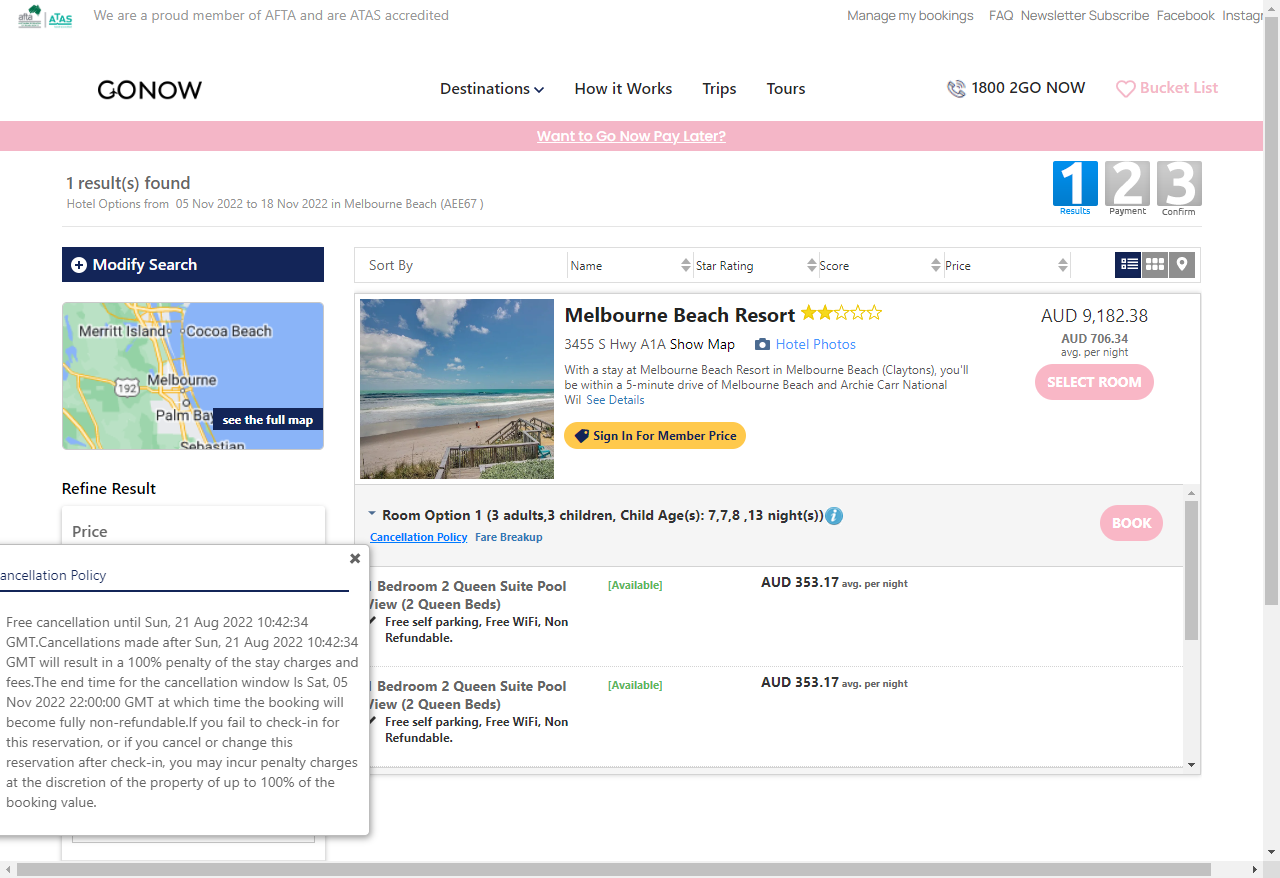 afta ATAS We are a proud member of AFTA and are ATAS accredited Manage my bookings FAQ Newsletter Subscribe Facebook Instagr
GONOW Destinations How it Works Trips Tours 1800 2GO NOW Bucket List
Want to Go Now Pay Later?
1 result(s) found
Hotel Options from 05 Nov 2022 to 18 Nov 2022 in Melbourne Beach (AEE67 )
1 2 3
Results Payment Confirm
Modify Search
Sort By Name Star Rating Score Price
Merritt Island Cocoa Beach
192
Melbourne
Palm Bay
see the full map
Sebastian
Melbourne Beach Resort
AUD 9,182.38
3455 S Hwy A1A Show Map Hotel Photos
AUD 706.34
avg. per night
With a stay at Melbourne Beach Resort in Melbourne Beach (Claytons), you'll
be within a 5-minute drive of Melbourne Beach and Archie Carr National
Wil See Details
SELECT ROOM
Sign In For Member Price
Refine Result
Price
Room Option 1 (3 adults,3 children, Child Age(s): 7,7,8 ,13 night(s)) i
Cancellation Policy Fare Breakup
BOOK
1 Bedroom 2 Queen Suite Pool
View (2 Queen Beds)
[Available]
AUD 353.17 avg. per night
Free self parking, Free WiFi, Non
Refundable.
1 Bedroom 2 Queen Suite Pool
View (2 Queen Beds)
[Available]
AUD 353.17 avg. per night
Free self parking, Free WiFi, Non
Refundable.
ancellation Policy
Free cancellation until Sun, 21 Aug 2022 10:42:34
GMT.Cancellations made after Sun, 21 Aug 2022 10:42:34
GMT will result in a 100% penalty of the stay charges and
fees.The end time for the cancellation window Is Sat, 05
Nov 2022 22:00:00 GMT at which time the booking will
become fully non-refundable.If you fail to check-in for
this reservation, or if you cancel or change this
reservation after check-in, you may incur penalty charges
at the discretion of the property of up to 100% of the
booking value.